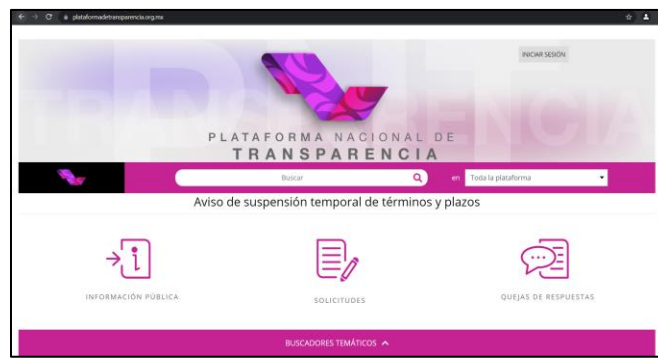 plataformadetransparencia.org.mx
INICIAR SESIÓN
PLATAFORMA NACIONAL DE
TRANSPARENCIA
Buscar
en Toda la plataforma
Aviso de suspensión temporal de términos y plazos
INFORMACIÓN PÚBLICA
SOLICITUDES
QUEJAS DE RESPUESTAS
BUSCADORES TEMÁTICOS